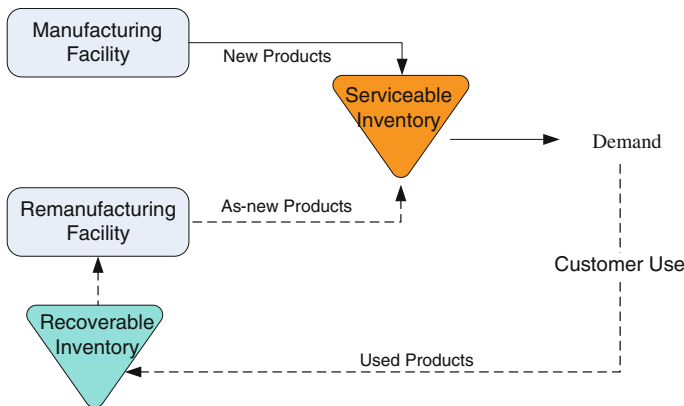 Manufacturing
Facility
New Products
Serviceable
Inventory
Demand
Remanufacturing
Facility
As-new Products
Customer Use
Recoverable
Inventory
Used Products